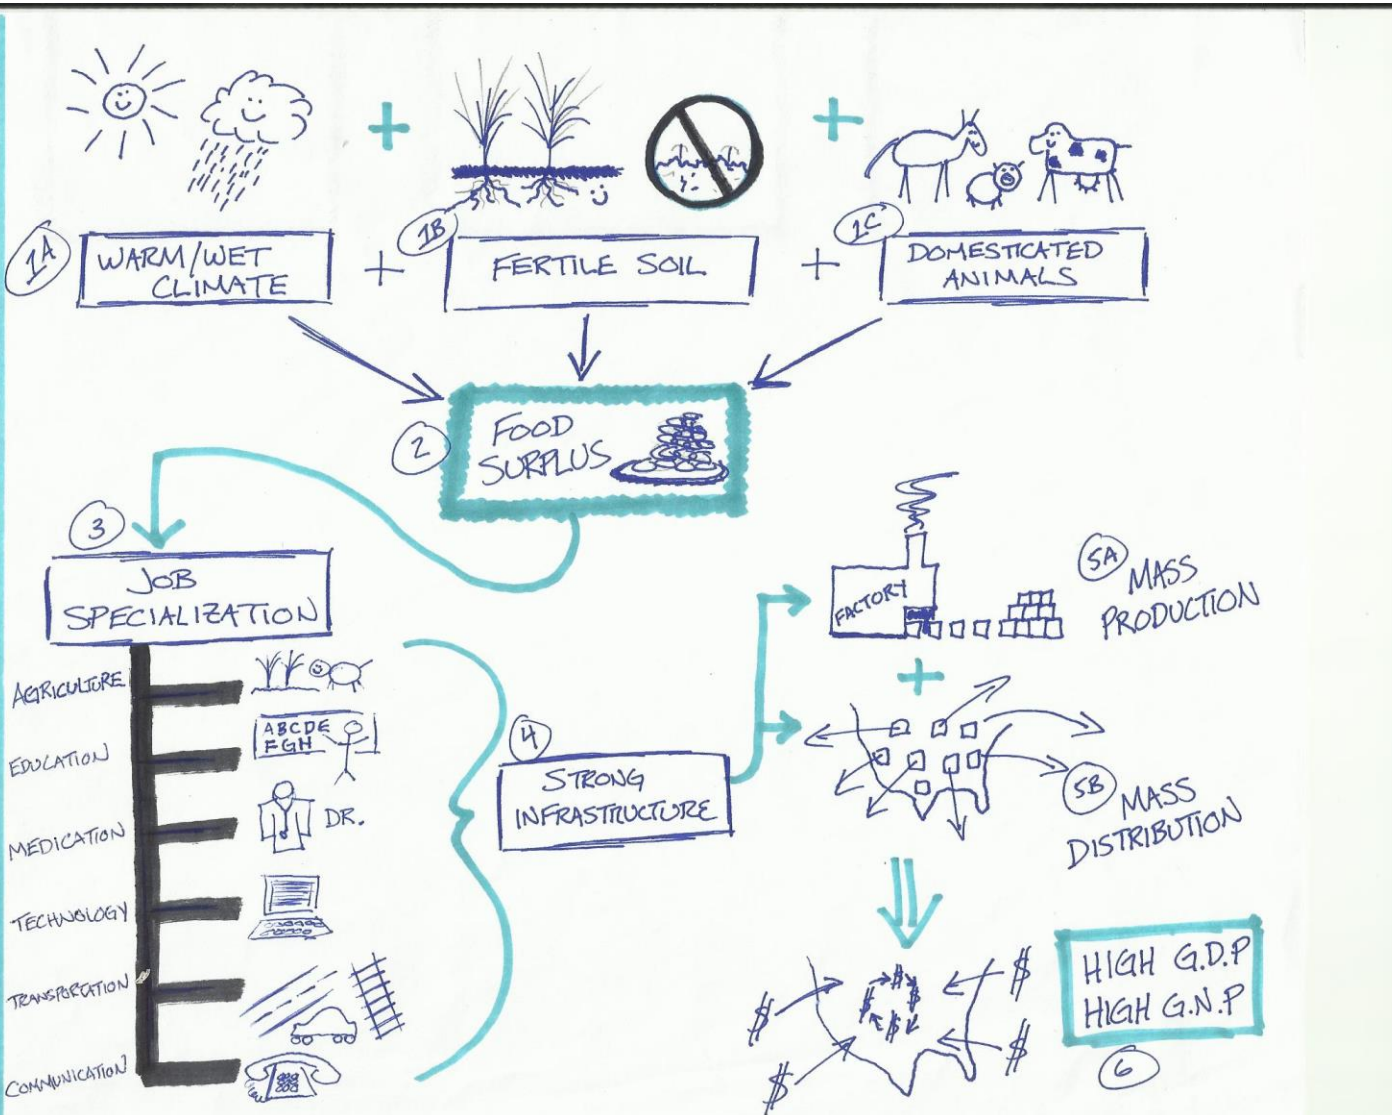 1A
WARM/WET
CLIMATE
+
1B
FERTILE SOIL
+
1C
DOMESTICATED
ANIMALS
2
FOOD
SURPLUS
3
JOB
SPECIALIZATION
AGRICULTURE
EDUCATION
ABCDE
FGH
MEDICATION
DR.
TECHNOLOGY
TRANSPORTATION
COMMUNICATION
4
STRONG
INFRASTRUCTURE
FACTORY
5A
MASS
PRODUCTION
+
5B
MASS
DISTRIBUTION
$ $ $ $
$ $ $ $
HIGH G.D.P
HIGH G.N.P
6